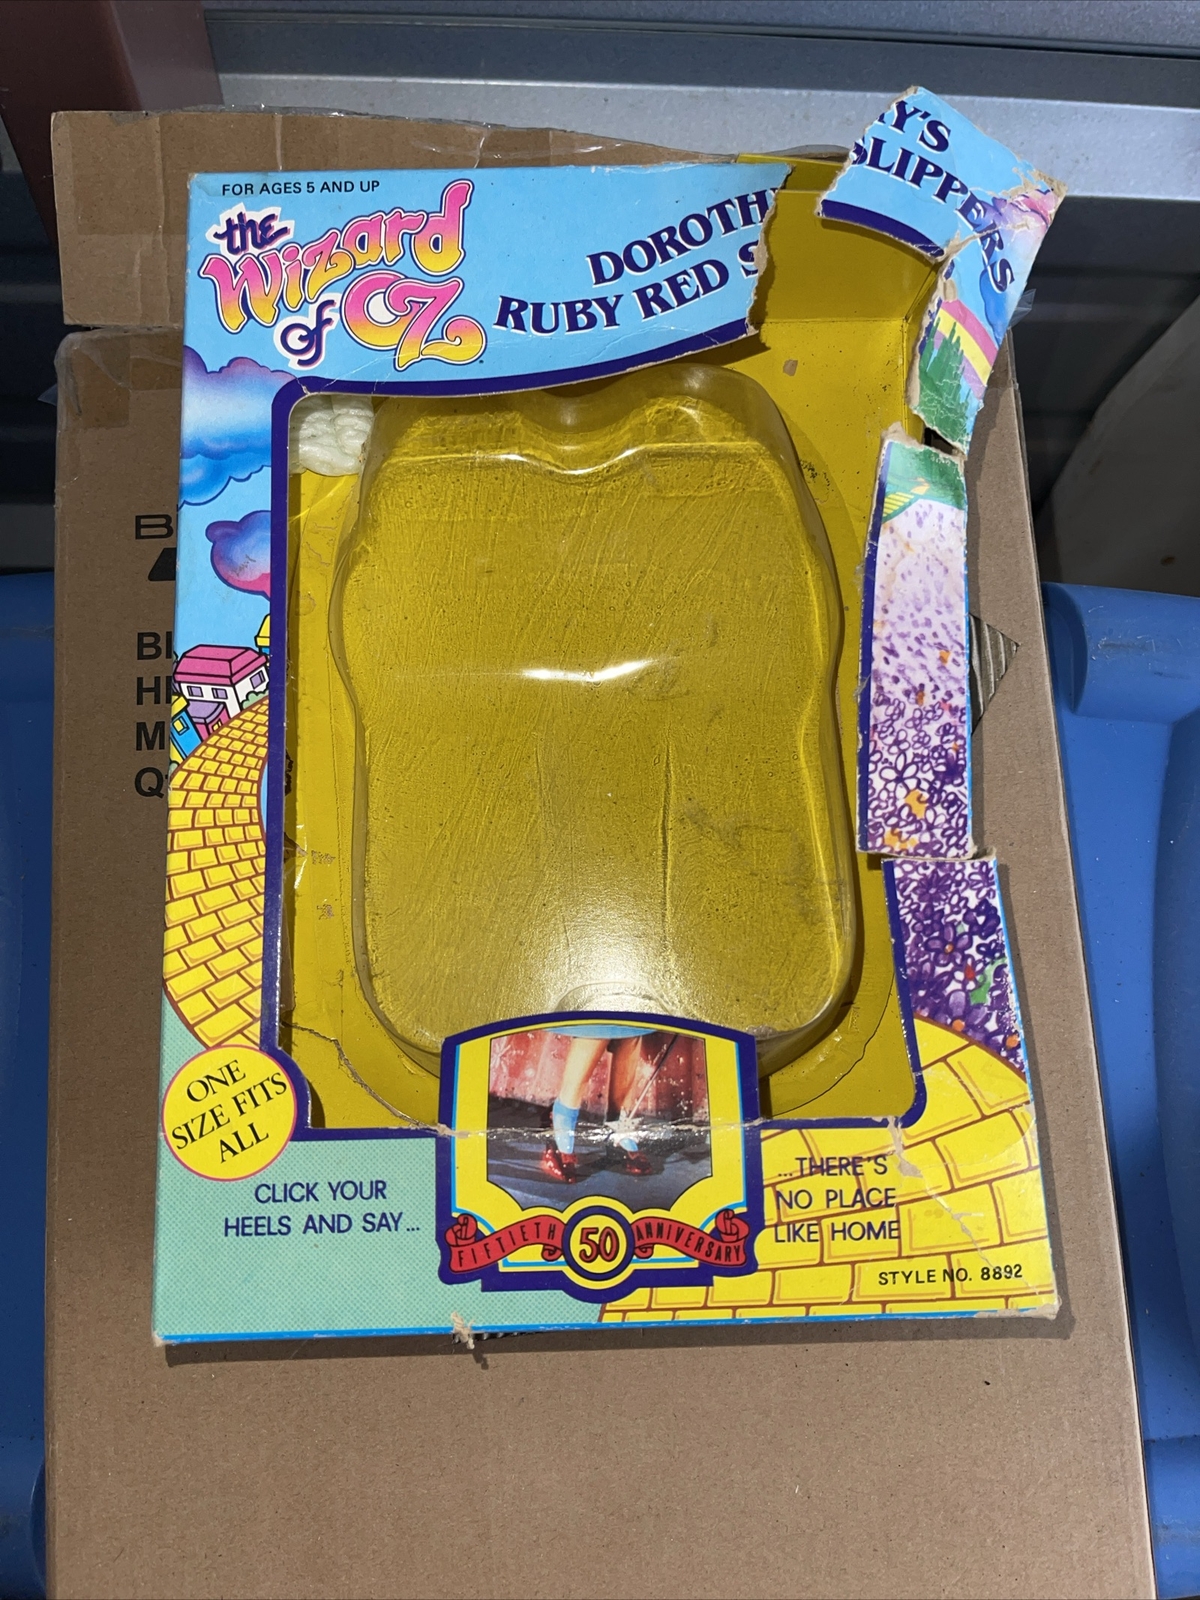 FOR AGES 5 AND UP
the
Wizard
of OZ
DOROTH
RUBY RED S
Y'S
SLIPPERS
B
BI
H
M
Q
ONE
SIZE FITS
ALL
CLICK YOUR
HEELS AND SAY...
FIFTIETH 50 ANNIVERSARY
...THERE'S
NO PLACE
LIKE HOME
STYLE NO. 8892